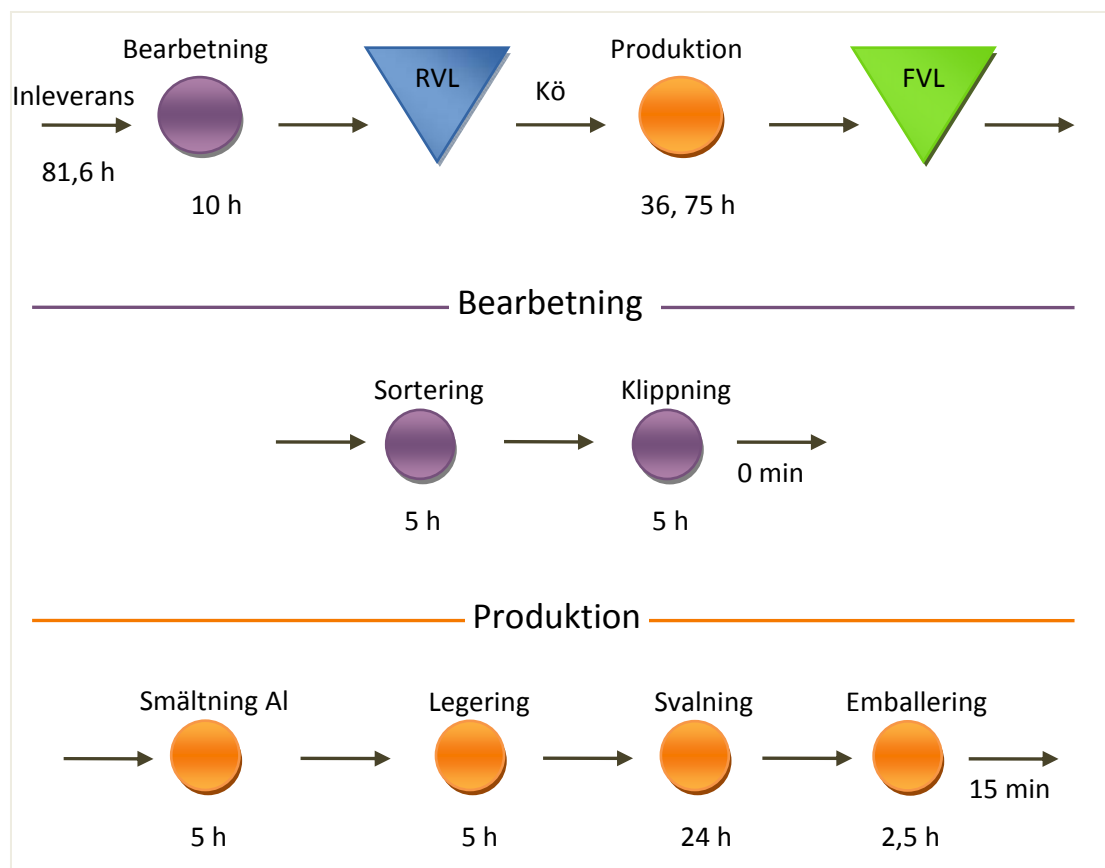 Bearbetning
Produktion
RVL
FVL
Inleverans
Kö
81,6 h
10 h
36, 75 h
Bearbetning
Sortering
Klippning
0 min
5 h
5 h
Produktion
Smältning Al
Legering
Svalning
Emballering
15 min
5 h
5 h
24 h
2,5 h